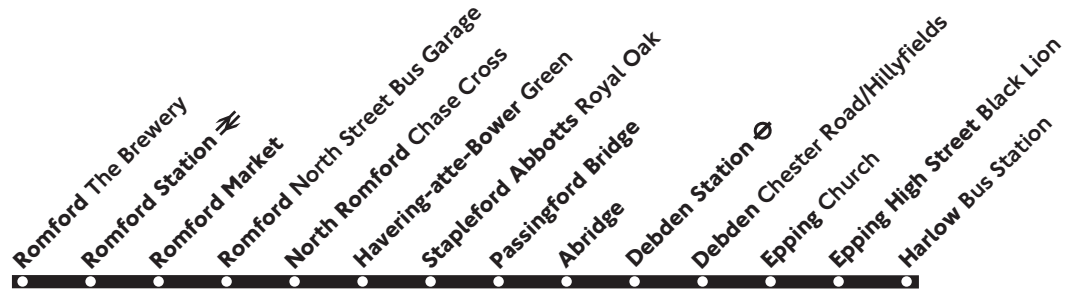 Romford The Brewery
Romford Station
Romford Market
Romford North Street Bus Garage
North Romford Chase Cross
Havering-atte-Bower Green
Stapleford Abbotts Royal Oak
Passingford Bridge
Abridge
Debden Station
Debden Chester Road/Hillyfields
Epping Church
Epping High Street Black Lion
Harlow Bus Station